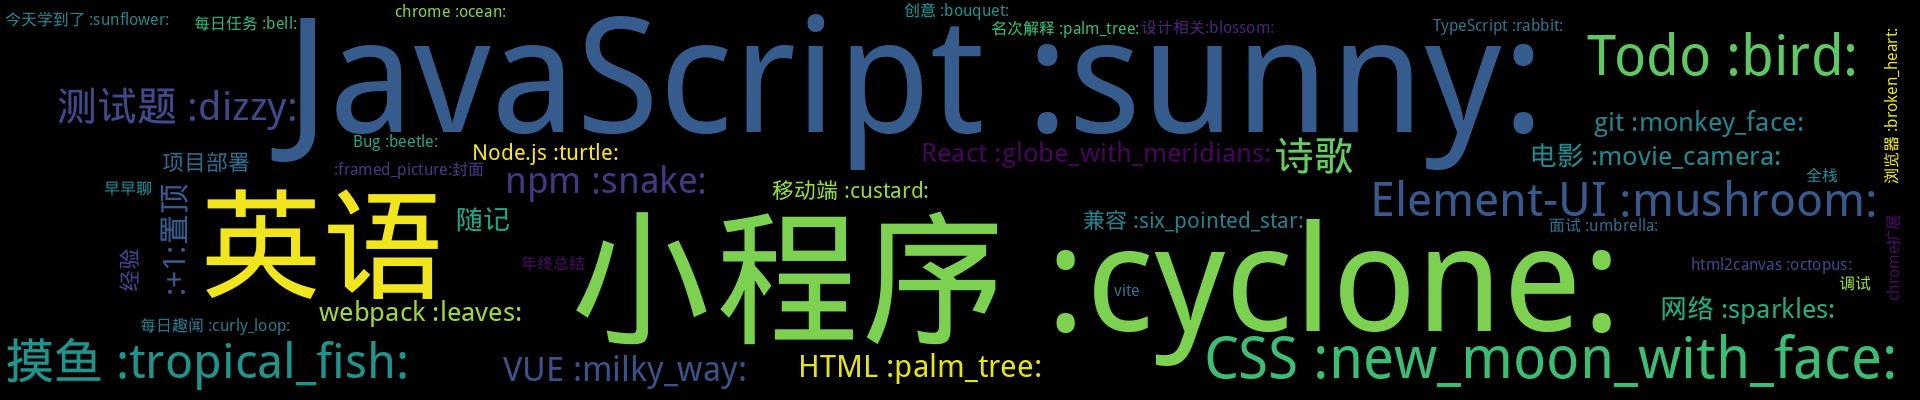 今天学到了 :sunflower:
每日任务 :bell:
chrome :ocean:
创意 :bouquet:
名次解释 :palm_tree:
设计相关:blossom:
TypeScript :rabbit:
浏览器 :broken_heart:
JavaScript :sunny:
Todo :bird:
测试题 :dizzy:
git :monkey_face:
Bug :beetle:
Node.js :turtle:
React :globe_with_meridians:
诗歌
电影 :movie_camera:
项目部署
:framed_picture:封面
npm :snake:
移动端 :custard:
全栈
早早聊
:+1:置顶
英语
随记
Element-UI :mushroom:
兼容 :six_pointed_star:
面试 :umbrella:
小程序 :cyclone:
经验
年终总结
html2canvas :octopus:
chrome扩展
调试
vite
webpack :leaves:
网络 :sparkles:
每日趣闻 :curly_loop:
摸鱼 :tropical_fish:
VUE :milky_way:
HTML :palm_tree:
CSS :new_moon_with_face: